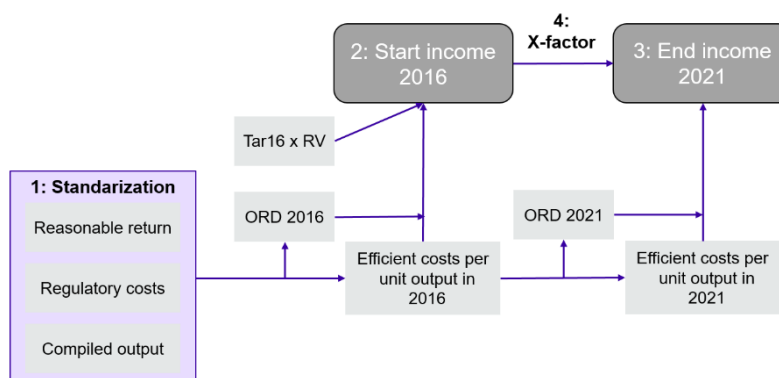 4:
X-factor
2: Start income
2016
3: End income
2021
Tar16 x RV
1: Standarization
Reasonable return
Regulatory costs
Compiled output
ORD 2016
Efficient costs per
unit output in
2016
ORD 2021
Efficient costs per
unit output in
2021